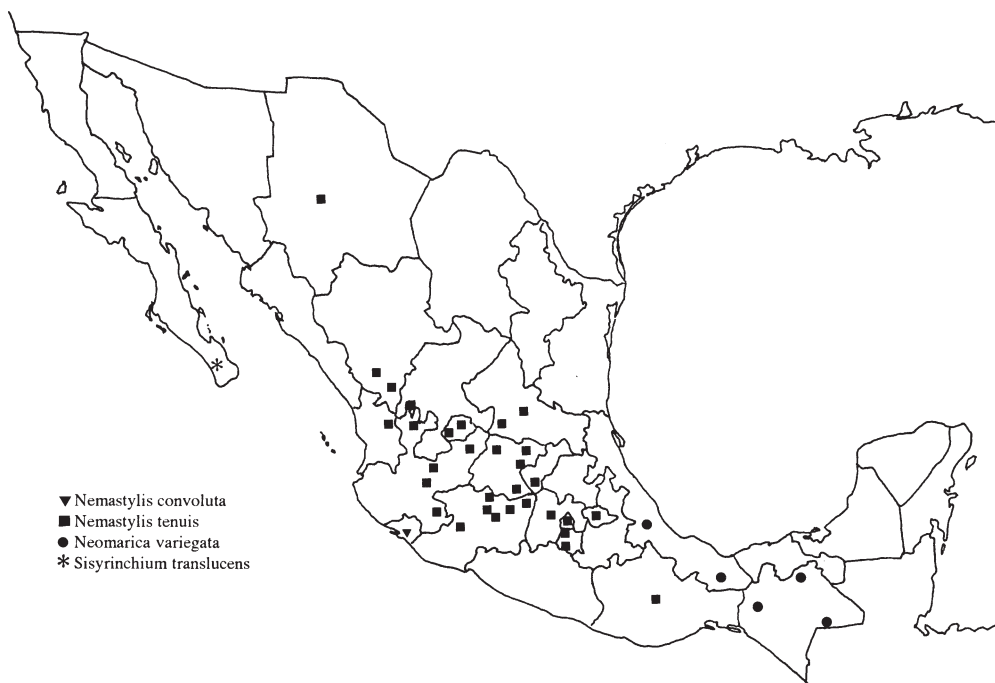 Nemastylis convoluta
Nemastylis tenuis
Neomarica variegata
Sisyrinchium translucens